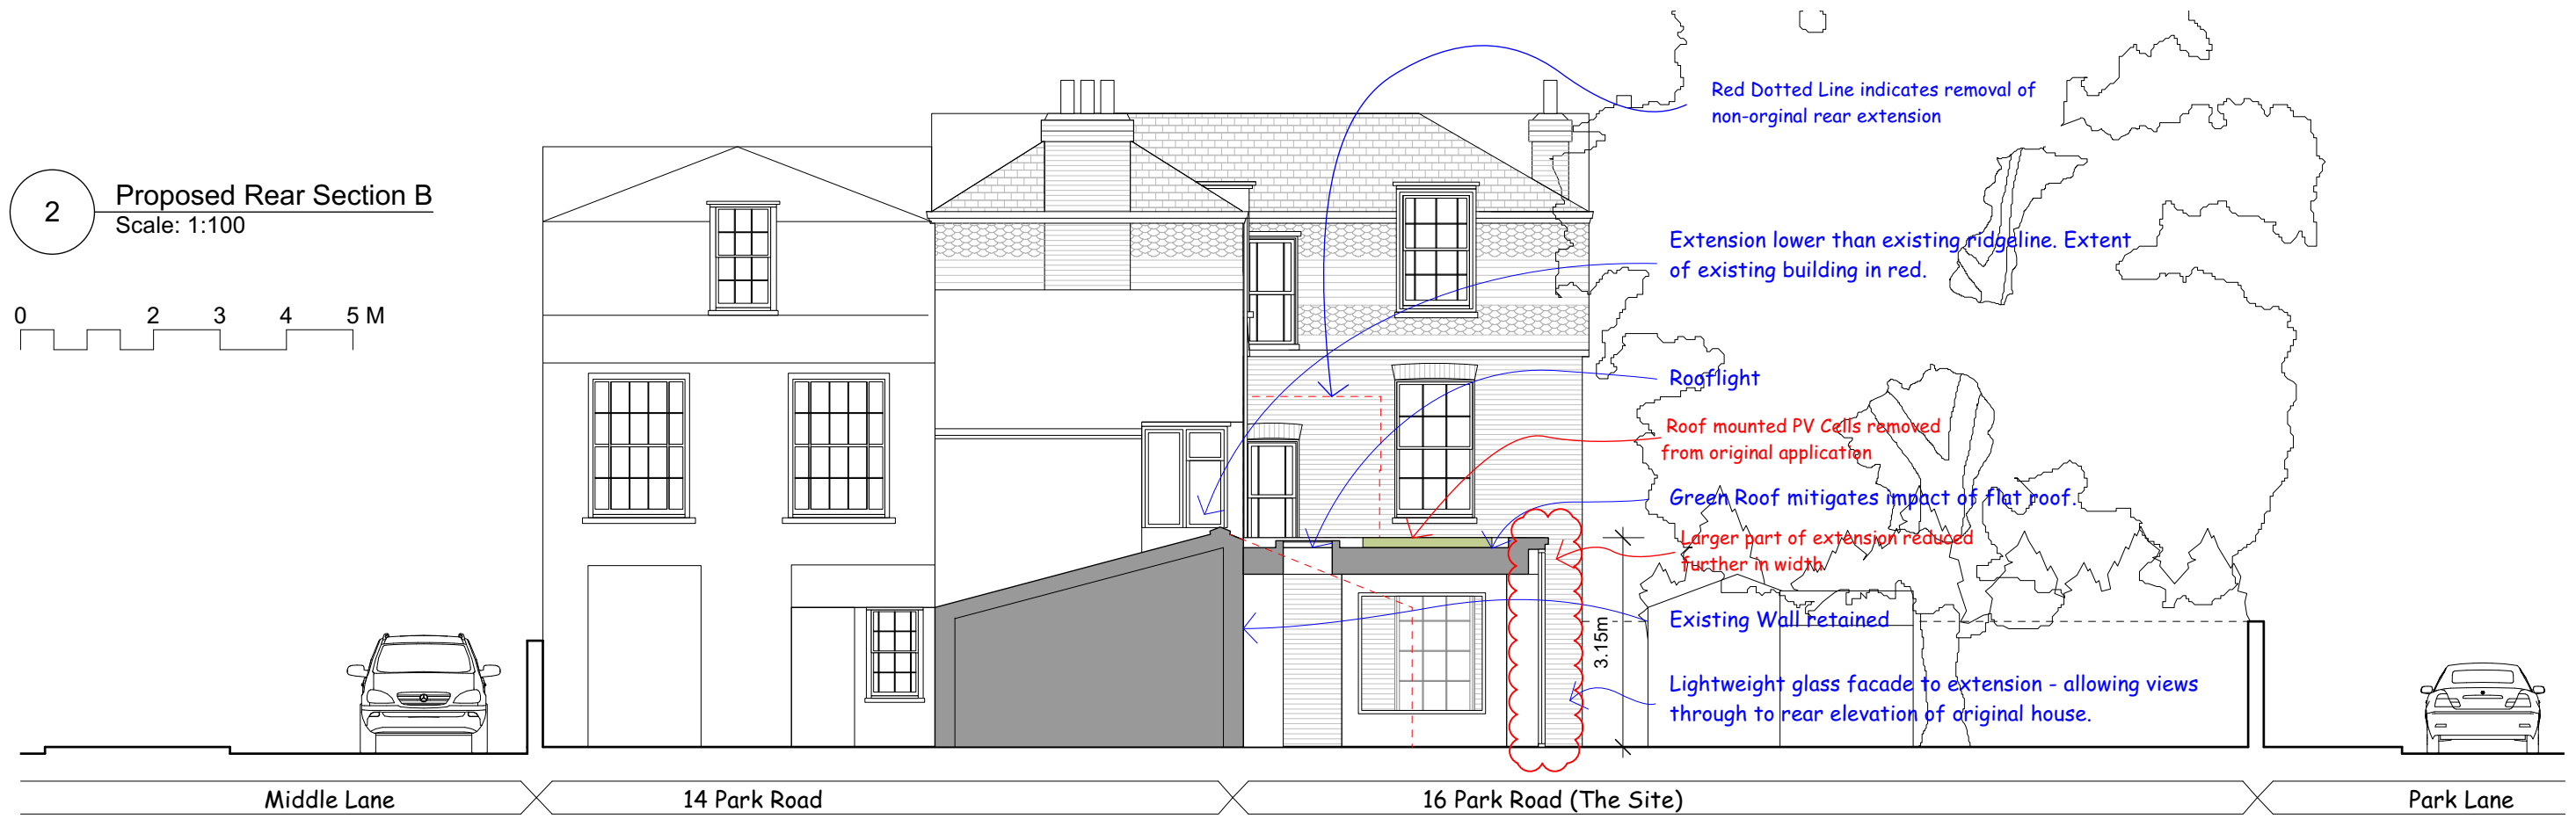 2
Proposed Rear Section B
Scale: 1:100
0 2 3 4 5 M
Red Dotted Line indicates removal of
non-orginal rear extension
Extension lower than existing ridgeline. Extent
of existing building in red.
Rooflight
Roof mounted PV Cells removed
from original application
Green Roof mitigates impact of flat roof.
Larger part of extension reduced
further in width
Existing Wall retained
3.15m
Lightweight glass facade to extension - allowing views
through to rear elevation of original house.
Middle Lane
14 Park Road
16 Park Road (The Site)
Park Lane